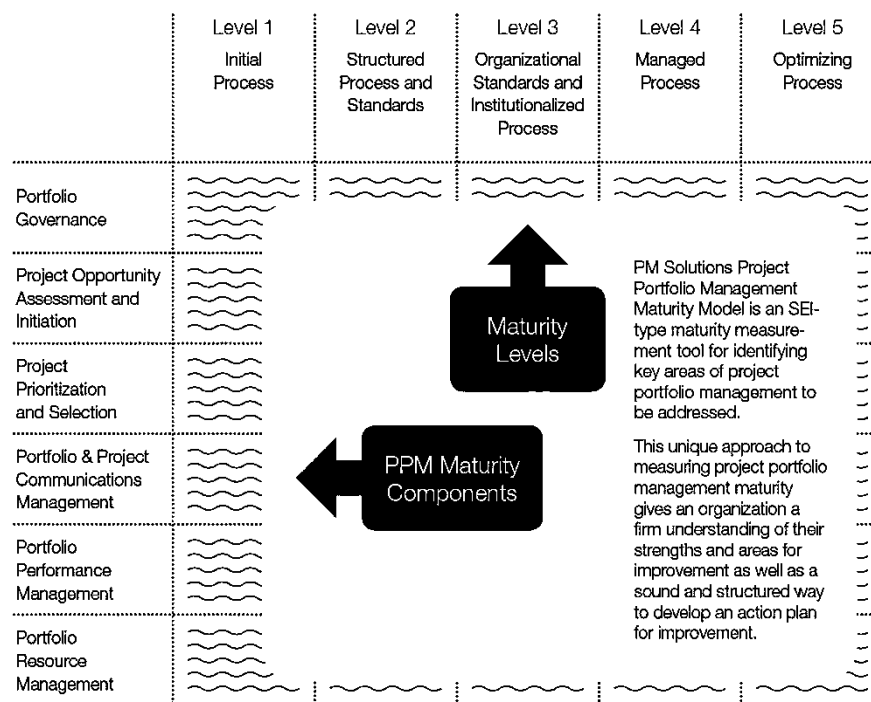 Level 1
Initial
Process
Level 2
Structured
Process and
Standards
Level 3
Organizational
Standards and
Institutionalized
Process
Level 4
Managed
Process
Level 5
Optimizing
Process
Portfolio
Governance
Project Opportunity
Assessment and
Initiation
Project
Prioritization
and Selection
Portfolio & Project
Communications
Management
Portfolio
Performance
Management
Portfolio
Resource
Management
Maturity
Levels
PPM Maturity
Components
PM Solutions Project
Portfolio Management
Maturity Model is an SEI-
type maturity measure-
ment tool for identifying
key areas of project
portfolio management to
be addressed.
This unique approach to
measuring project portfolio
management maturity
gives an organization a
firm understanding of their
strengths and areas for
improvement as well as a
sound and structured way
to develop an action plan
for improvement.